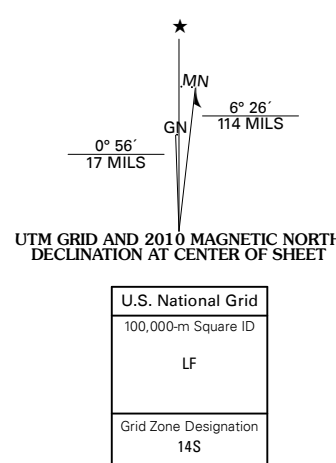 MN
GN
6° 26´
114 MILS
0° 56´
17 MILS
UTM GRID AND 2010 MAGNETIC NORTH
DECLINATION AT CENTER OF SHEET
U.S. National Grid
100,000-m Square ID
LF
Grid Zone Designation
14S